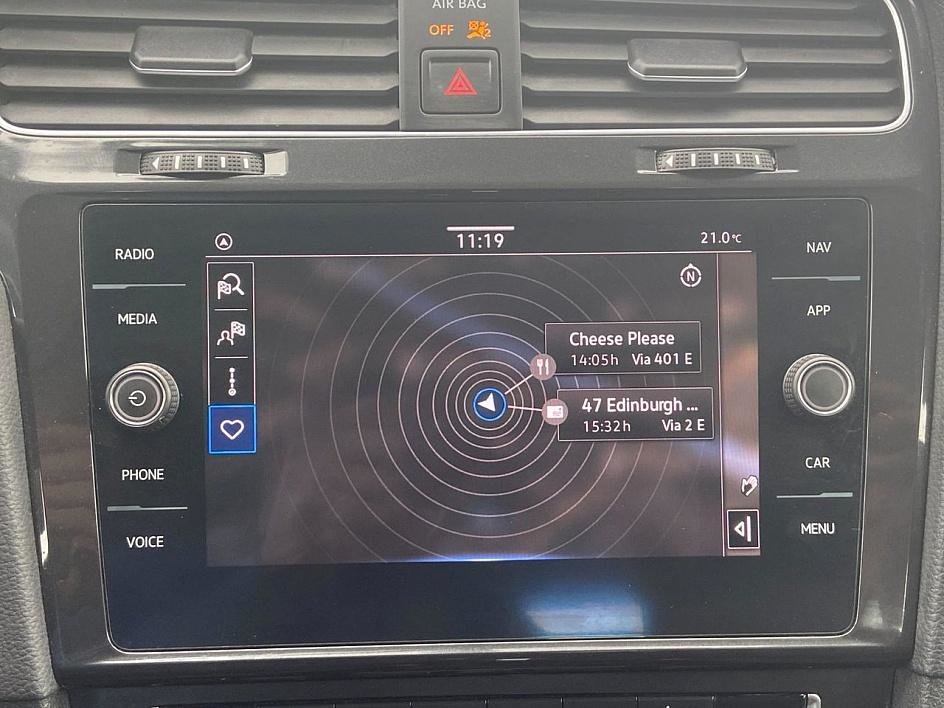 AIR BAG
OFF
RADIO
MEDIA
PHONE
VOICE
11:19
21.0°C
N
Cheese Please
14:05h Via 401 E
47 Edinburgh ...
15:32h Via 2 E
NAV
APP
CAR
MENU